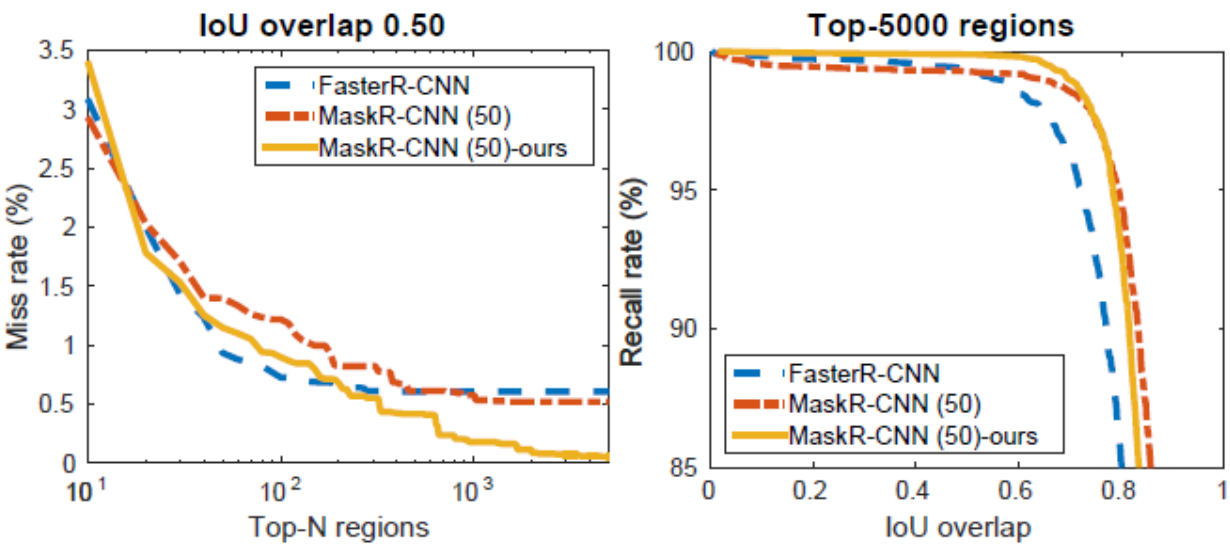 IoU overlap 0.50
3.5
3
2.5
2
1.5
1
0.5
0
Miss rate (%)
FasterR-CNN
MaskR-CNN (50)
MaskR-CNN (50)-ours
10^1
10^2
10^3
Top-N regions
Top-5000 regions
100
95
90
85
Recall rate (%)
FasterR-CNN
MaskR-CNN (50)
MaskR-CNN (50)-ours
0
0.2
0.4
0.6
0.8
1
IoU overlap